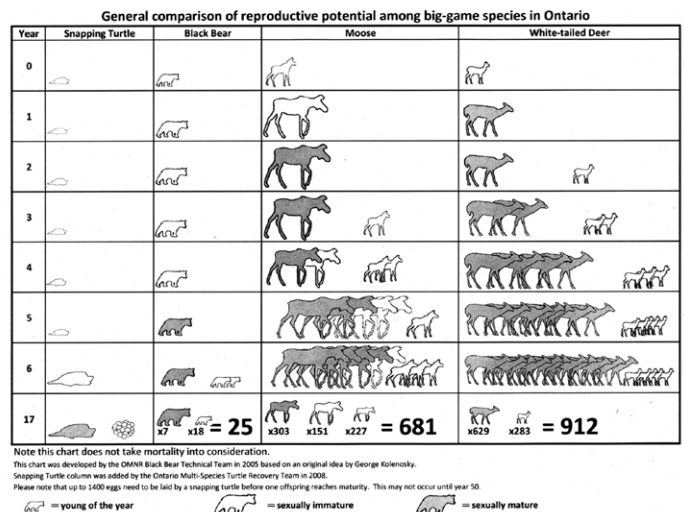 General comparison of reproductive potential among big-game species in Ontario
Year Snapping Turtle Black Bear Moose White-tailed Deer
0
1
2
3
4
5
6
17 x7 x18 = 25 x303 x151 x227 = 681 x629 x283 = 912
Note this chart does not take mortality into consideration.
This chart was developed by the OMNR Black Bear Technical Team in 2005 based on an original idea by George Kolenosky.
Snapping Turtle column was added by the Ontario Multi-Species Turtle Recovery Team in 2008.
Please note that up to 1400 eggs need to be laid by a snapping turtle before one offspring reaches maturity. This may not occur until year 50.
= young of the year = sexually immature = sexually mature